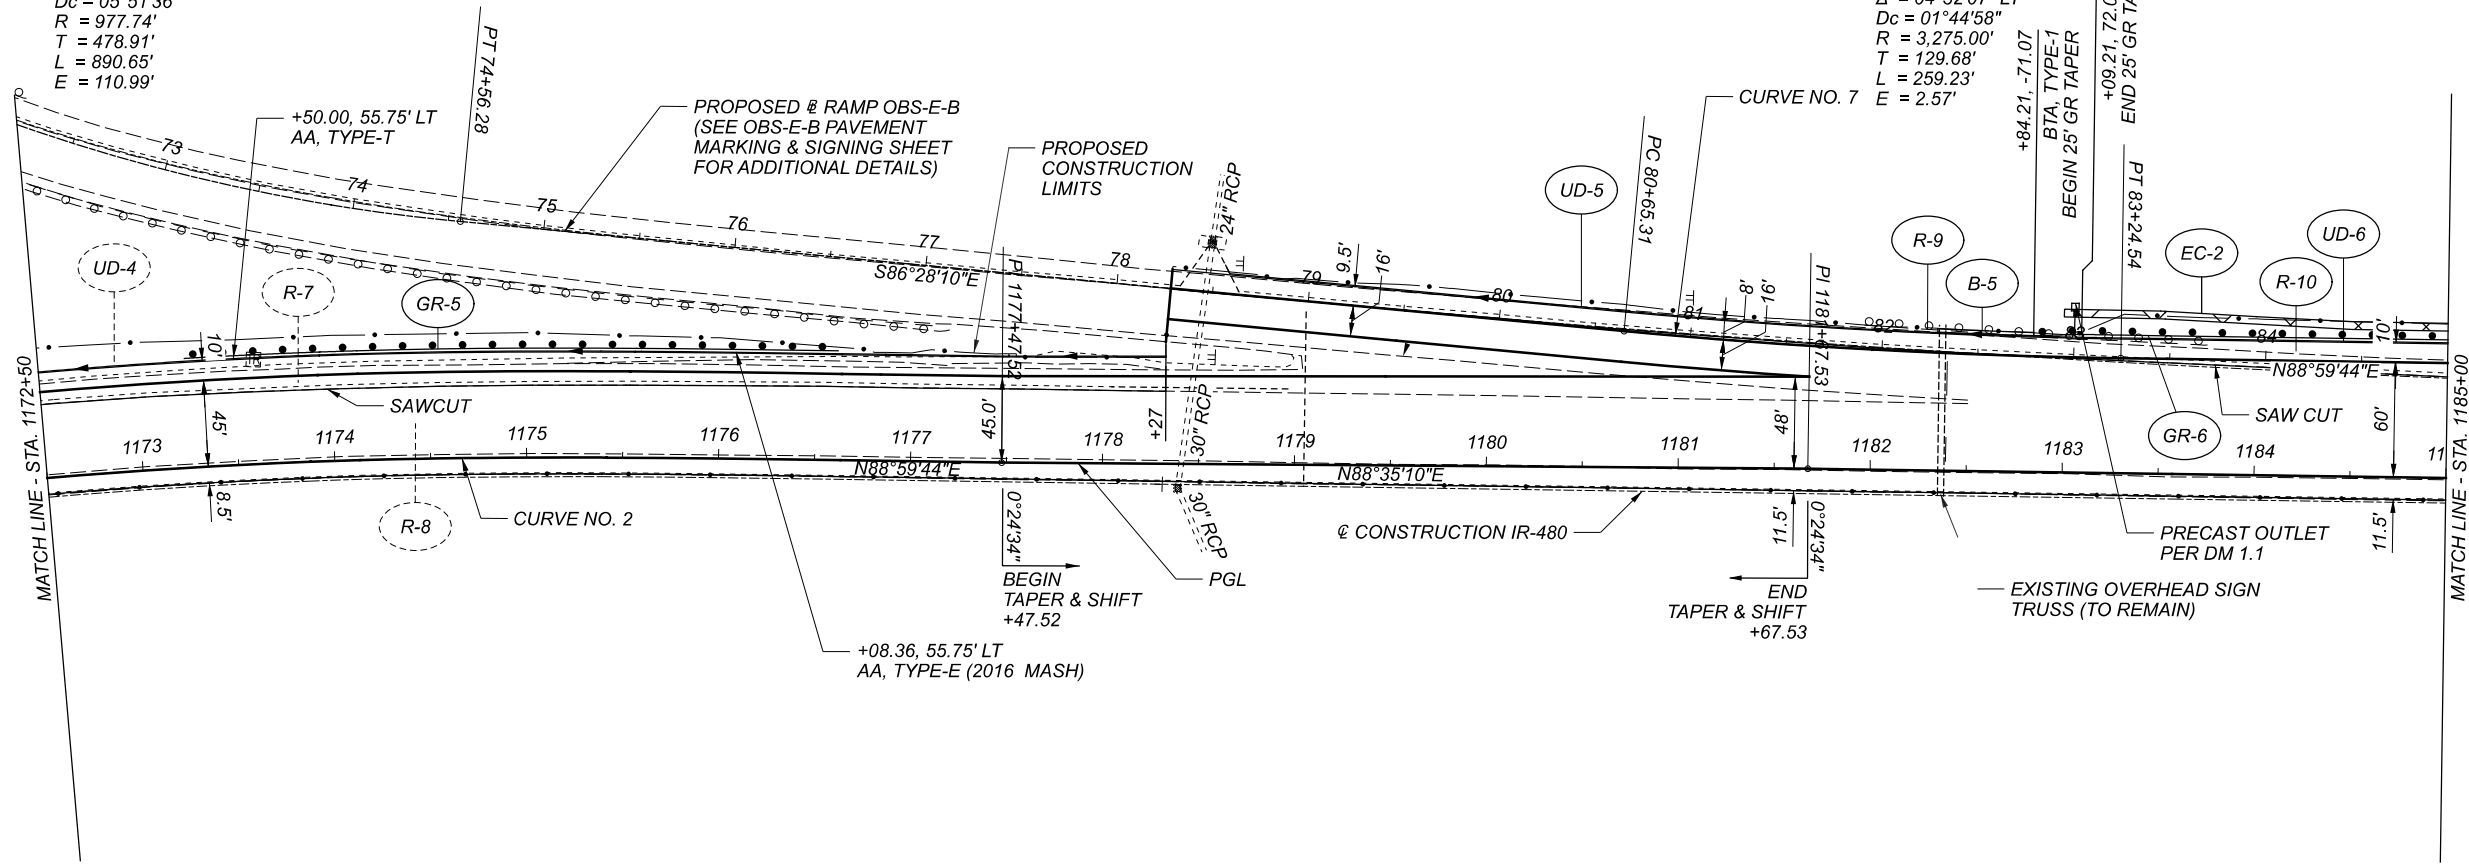 R = 977.74'
T = 478.91'
L = 890.65'
E = 110.99'
PT 74+56.28
+50.00, 55.75' LT
AA, TYPE-T
PROPOSED ⅊ RAMP OBS-E-B
(SEE OBS-E-B PAVEMENT
MARKING & SIGNING SHEET
FOR ADDITIONAL DETAILS)
PROPOSED
CONSTRUCTION
LIMITS
24" RCP
UD-5
PC 80+65.31
CURVE NO. 7
Dc = 01°44'58"
R = 3,275.00'
T = 129.68'
L = 259.23'
E = 2.57'
+84.21, -71.07
BTA, TYPE-1
BEGIN 25' GR TAPER
PT 83+24.54
R-9
B-5
EC-2
R-10
UD-6
73
74
75
76
77
78
79
80
81
82
84
S86°28'10"E
UD-4
R-7
GR-5
10'
9.5'
16'
8'
16'
PI 1177+47.52
PI 1181+67.53
10'
N88°59'44"E
SAWCUT
45'
45.0'
+27
30" RCP
48'
SAW CUT
GR-6
60'
MATCH LINE - STA. 1172+50
MATCH LINE - STA. 1185+00
1173
1174
1175
1176
1177
1178
1179
1180
1181
1182
1183
1184
11
N88°59'44"E
N88°35'10"E
8.5'
R-8
CURVE NO. 2
0°24'34"
30" RCP
℄ CONSTRUCTION IR-480
11.5'
0°24'34"
PRECAST OUTLET
PER DM 1.1
11.5'
BEGIN
TAPER & SHIFT
+47.52
PGL
END
TAPER & SHIFT
+67.53
EXISTING OVERHEAD SIGN
TRUSS (TO REMAIN)
+08.36, 55.75' LT
AA, TYPE-E (2016 MASH)